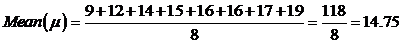 Mean(μ) = (9+12+14+15+16+16+17+19)/8 = 118/8 = 14.75